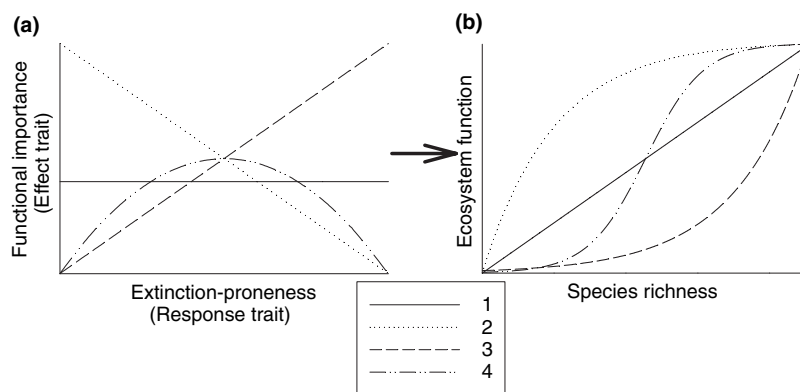 (a)
Functional importance
(Effect trait)
Extinction-proneness
(Response trait)
(b)
Ecosystem function
Species richness
1
2
3
4